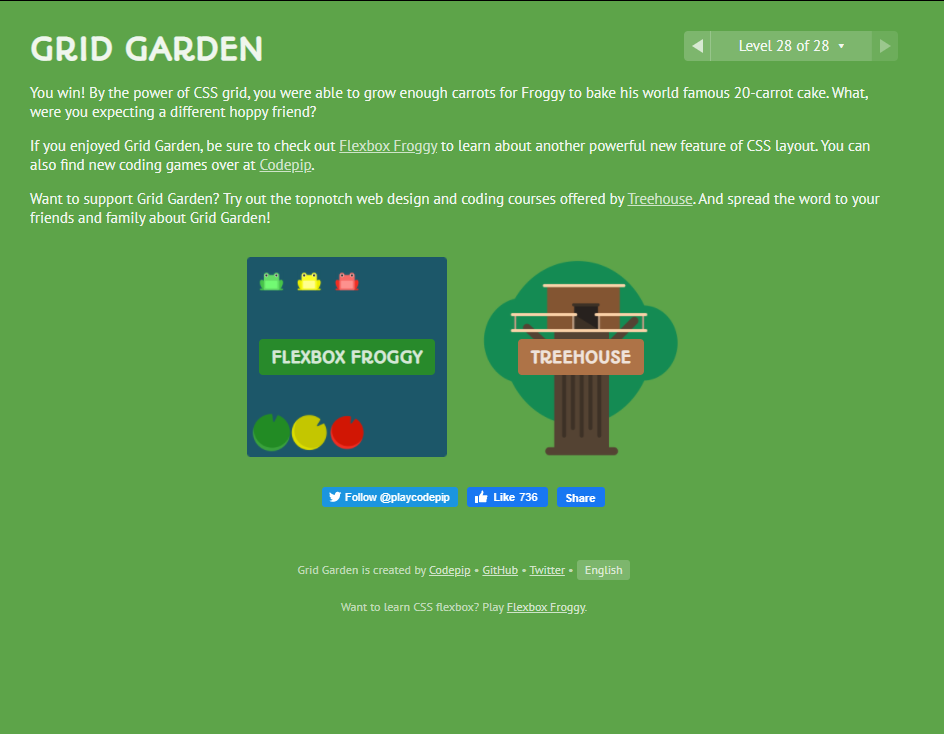 GRID GARDEN
Level 28 of 28
You win! By the power of CSS grid, you were able to grow enough carrots for Froggy to bake his world famous 20-carrot cake. What,
were you expecting a different hoppy friend?
If you enjoyed Grid Garden, be sure to check out Flexbox Froggy to learn about another powerful new feature of CSS layout. You can
also find new coding games over at Codepip.
Want to support Grid Garden? Try out the topnotch web design and coding courses offered by Treehouse. And spread the word to your
friends and family about Grid Garden!
FLEXBOX FROGGY
TREEHOUSE
Follow @playcodepip
Like 736
Share
Grid Garden is created by Codepip • GitHub • Twitter • English
Want to learn CSS flexbox? Play Flexbox Froggy.